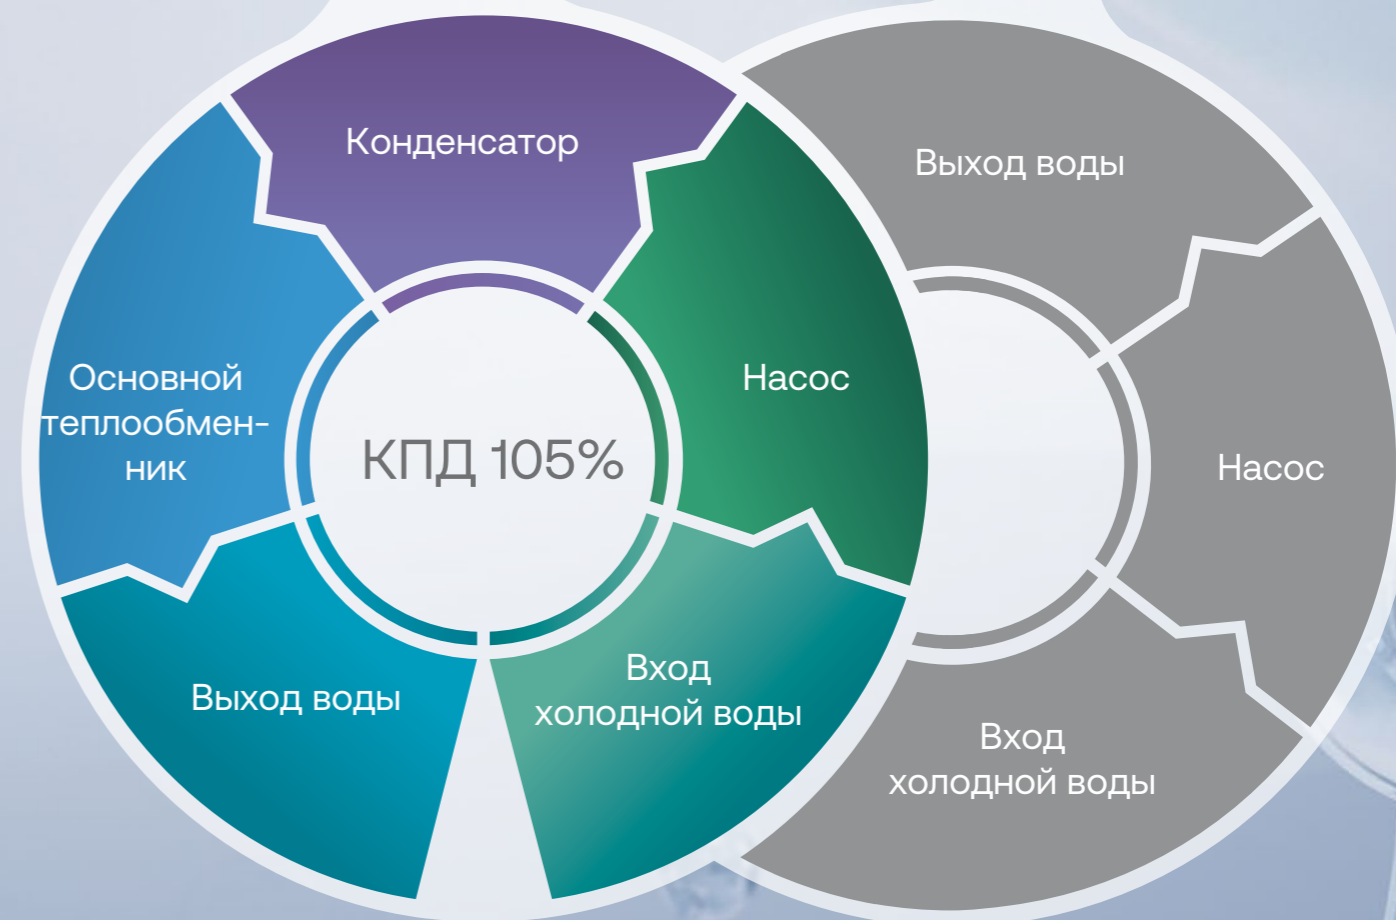 Конденсатор
Основной
теплообмен-
ник
Насос
КПД 105%
Выход воды
Вход
холодной воды
Выход воды
Насос
Вход
холодной воды